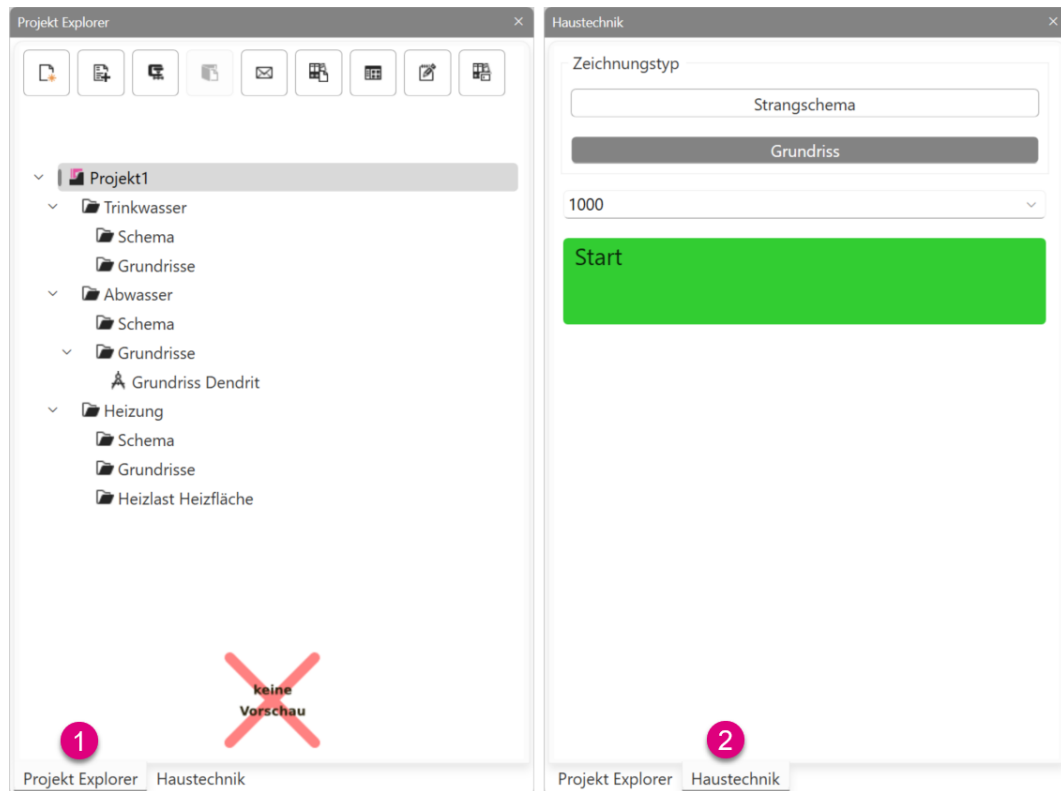 Projekt Explorer
Projekt1
Trinkwasser
Schema
Grundrisse
Abwasser
Schema
Grundrisse
Grundriss Dendrit
Heizung
Schema
Grundrisse
Heizlast Heizfläche
keine
Vorschau
1
Projekt Explorer Haustechnik
Haustechnik
Zeichnungstyp
Strangschema
Grundriss
1000
Start
2
Projekt Explorer Haustechnik